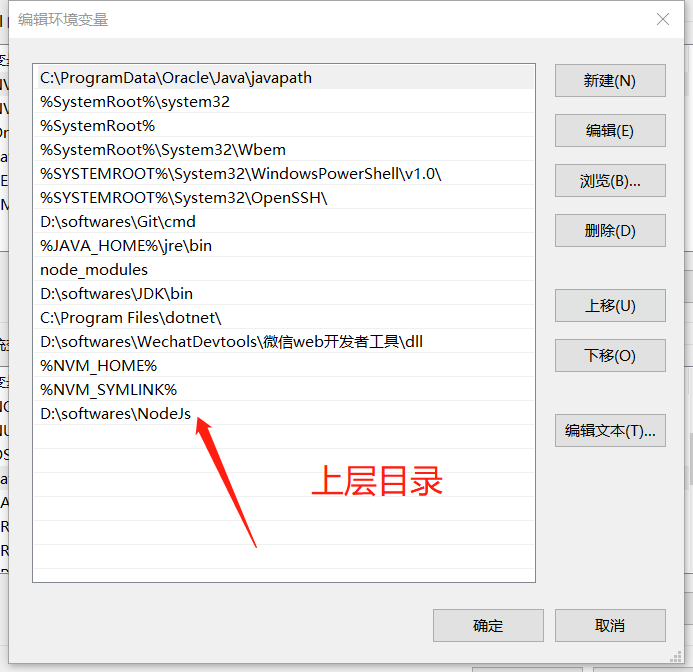 编辑环境变量
C:\ProgramData\Oracle\Java\javapath
%SystemRoot%\system32
%SystemRoot%
%SystemRoot%\System32\Wbem
%SYSTEMROOT%\System32\WindowsPowerShell\v1.0\
%SYSTEMROOT%\System32\OpenSSH\
D:\softwares\Git\cmd
%JAVA_HOME%\jre\bin
node_modules
D:\softwares\JDK\bin
C:\Program Files\dotnet\
D:\softwares\WechatDevtools\微信web开发者工具\dll
%NVM_HOME%
%NVM_SYMLINK%
D:\softwares\NodeJs
上层目录
新建(N)
编辑(E)
浏览(B)...
删除(D)
上移(U)
下移(O)
编辑文本(T)...
确定
取消